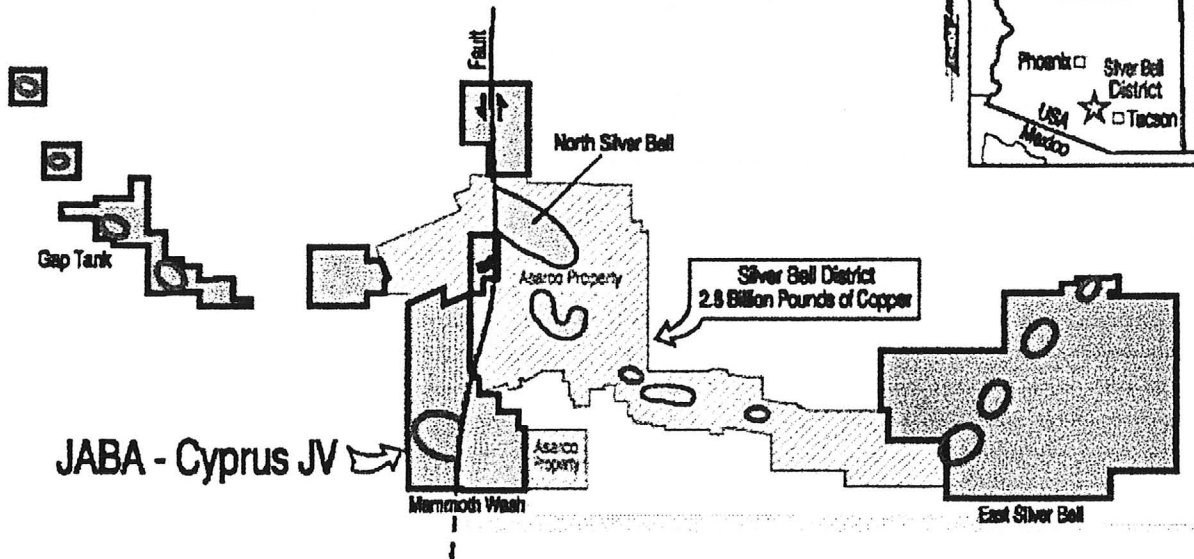 Fault
Phoenix
Silver Bell
District
USA
Tucson
Mexico
North Silver Bell
Gap Tank
Asarco Property
Silver Bell District
2.8 Billion Pounds of Copper
JABA - Cyprus JV
Asarco
Property
Mammoth Wash
East Silver Bell